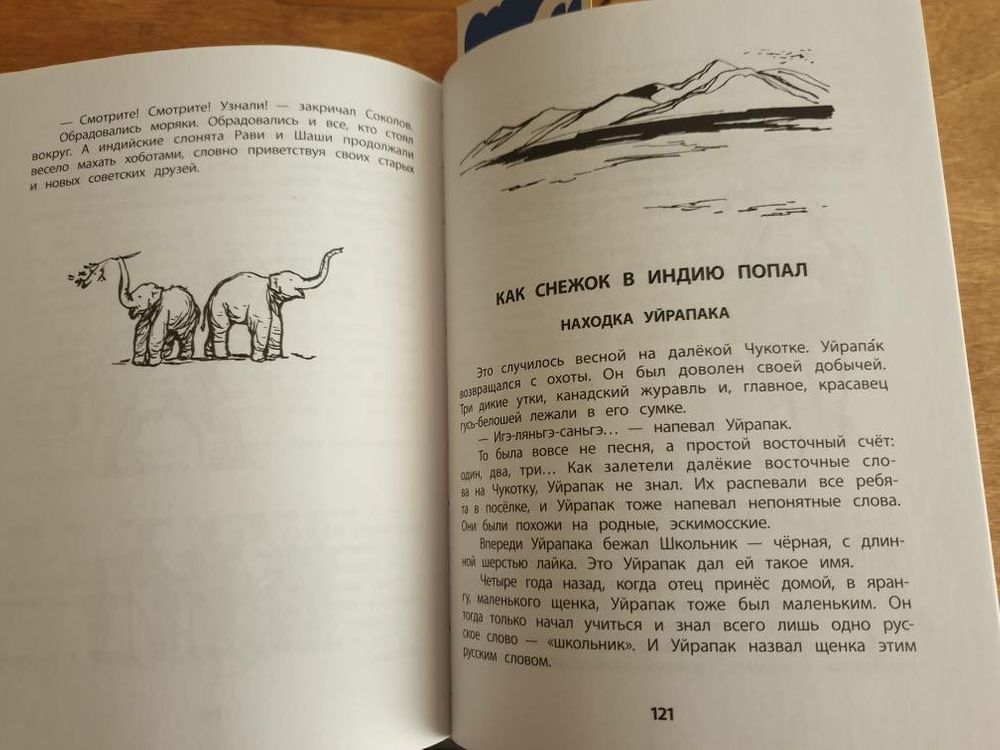 — Смотрите! Смотрите! Узнали! — закричал Соколов.
Обрадовались моряки. Обрадовались и все, кто стоял
вокруг. А индийские слонята Рави и Шаши продолжали
весело махать хоботами, словно приветствуя своих старых
и новых советских друзей.
КАК СНЕЖОК В ИНДИЮ ПОПАЛ
НАХОДКА УЙРАПАКА
Это случилось весной на далёкой Чукотке. Уйрапа́к
возвращался с охоты. Он был доволен своей добычей.
Три дикие утки, канадский журавль и, главное, красавец
гусь-белошей лежали в его сумке.
— Игэ-ляньгэ-саньгэ... — напевал Уйрапак.
То была вовсе не песня, а простой восточный счёт:
один, два, три... Как залетели далёкие восточные сло-
ва на Чукотку, Уйрапак не знал. Их распевали все ребя-
та в посёлке, и Уйрапак тоже напевал непонятные слова.
Они были похожи на родные, эскимосские.
Впереди Уйрапака бежал Школьник — чёрная, с длин-
ной шерстью лайка. Это Уйрапак дал ей такое имя.
Четыре года назад, когда отец принёс домой, в яран-
гу, маленького щенка, Уйрапак тоже был маленьким. Он
тогда только начал учиться и знал всего лишь одно рус-
ское слово — «школьник». И Уйрапак назвал щенка этим
русским словом.
121